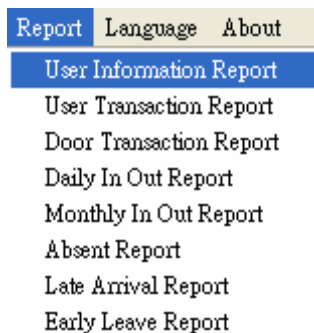 Report Language About
User Information Report
User Transaction Report
Door Transaction Report
Daily In Out Report
Monthly In Out Report
Absent Report
Late Arrival Report
Early Leave Report